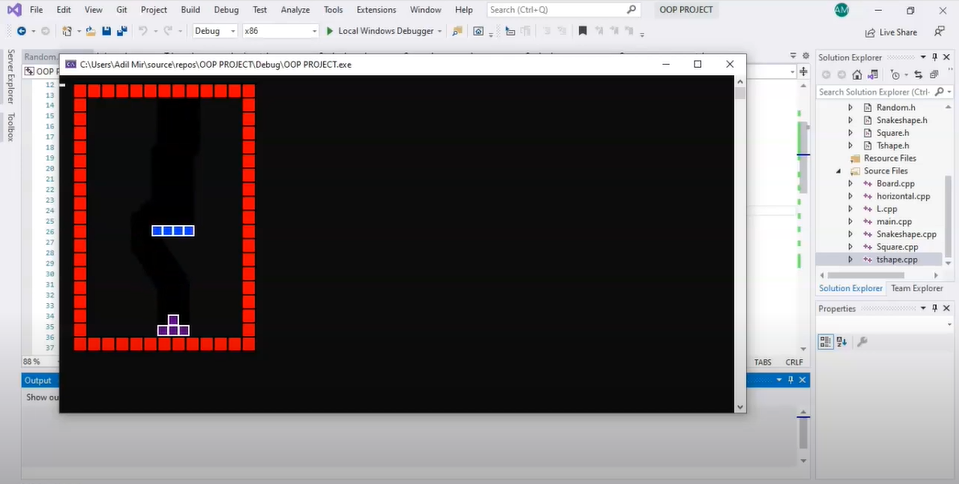 File Edit View Git Project Build Debug Test Analyze Tools Extensions Window Help Search (Ctrl+Q) OOP PROJECT AM
Debug x86 Local Windows Debugger Live Share
Server Explorer
Toolbox
Random.
OOP P
C:\Users\Adil Mir\source\repos\OOP PROJECT\Debug\OOP PROJECT.exe
12
13
14
15
16
17
18
19
20
21
22
23
24
25
26
27
28
29
30
31
32
33
34
35
36
37
88 %
TABS CRLF
Output
Show ou
Solution Explorer
Search Solution Explorer (Ctrl+
Random.h
Snakeshape.h
Square.h
Tshape.h
Resource Files
Source Files
Board.cpp
horizontal.cpp
L.cpp
main.cpp
Snakeshape.cpp
Square.cpp
tshape.cpp
Solution Explorer Team Explorer
Properties